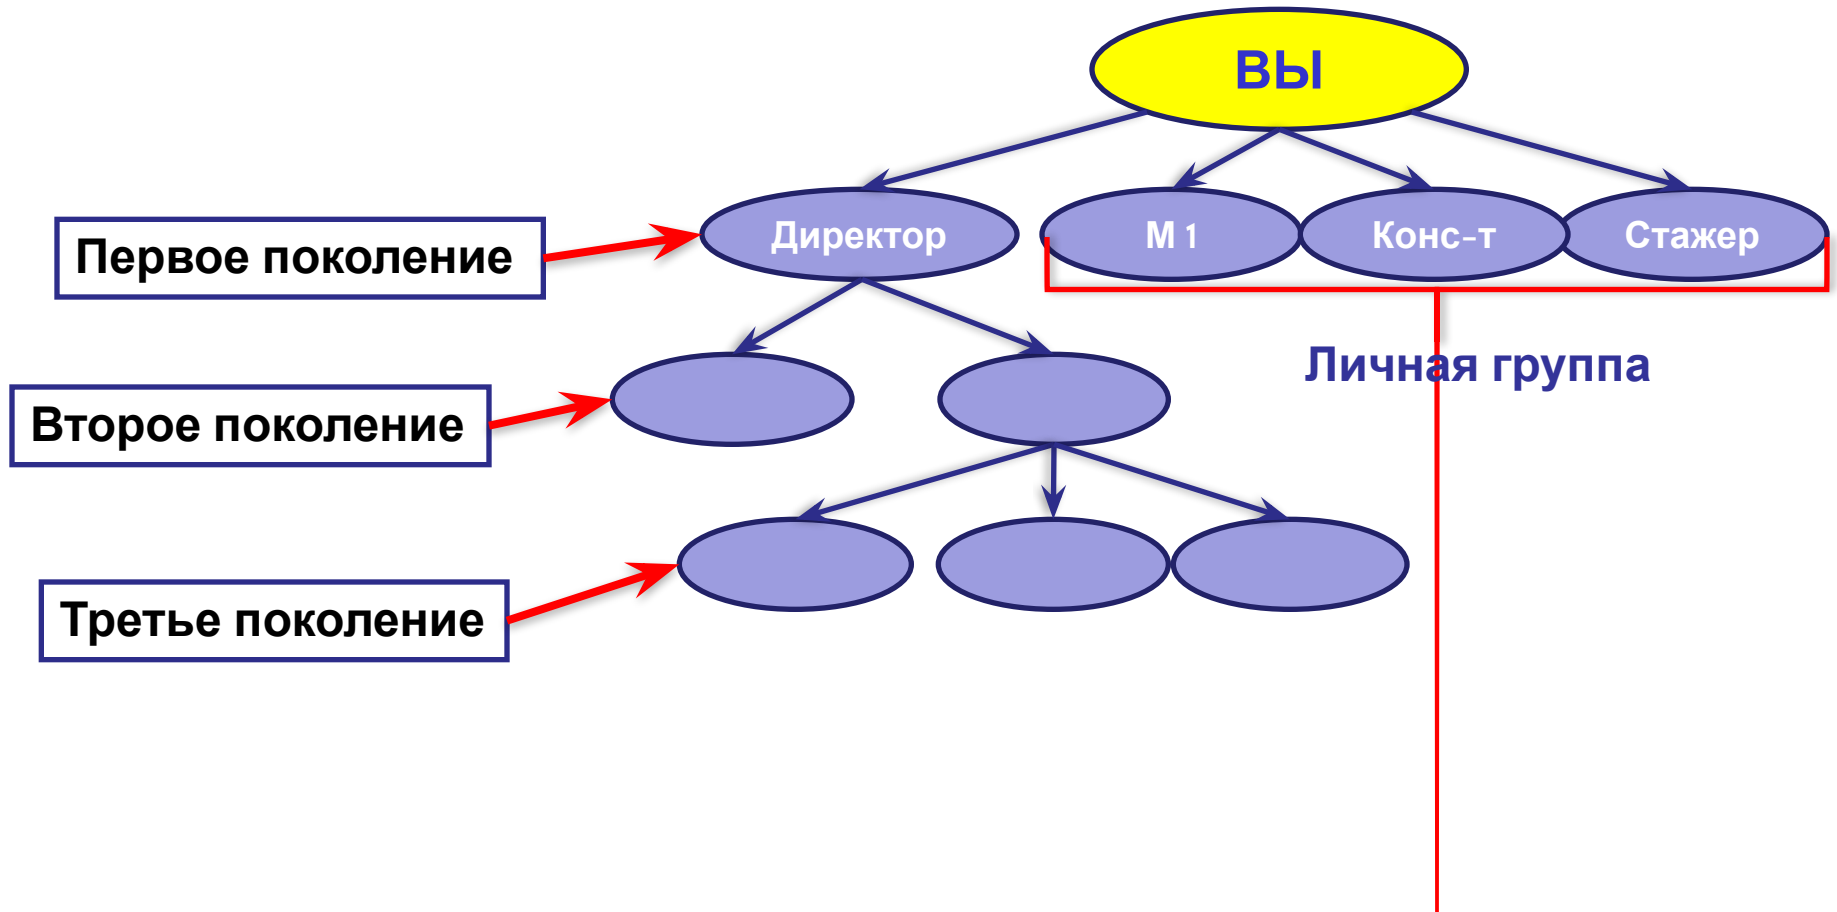 ВЫ
Директор
М 1
Конс-т
Стажер
Первое поколение
Личная группа
Второе поколение
Третье поколение